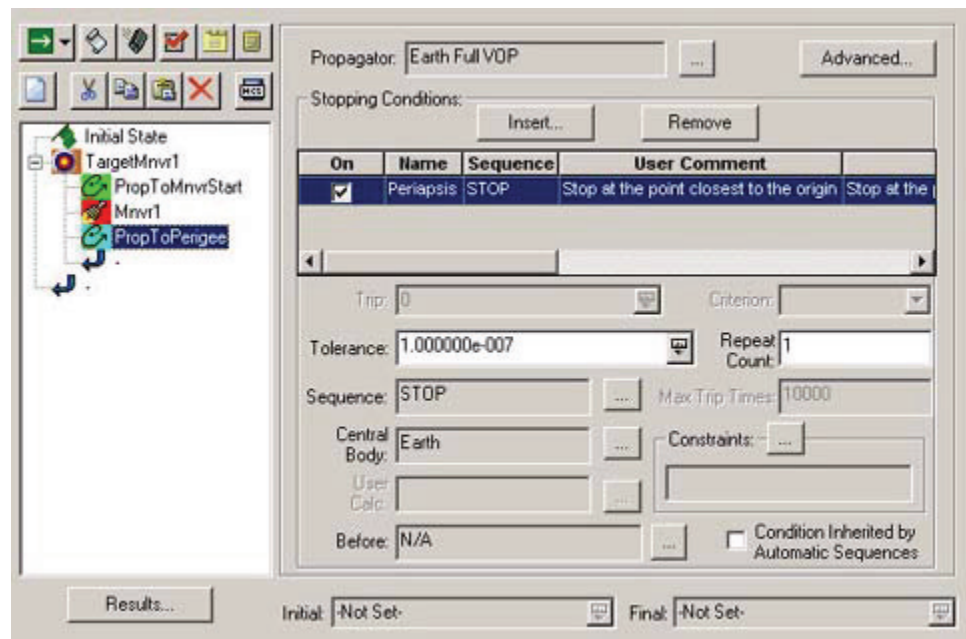 Propagator: Earth Full VOP ... Advanced...
Stopping Conditions:
Insert... Remove
On Name Sequence User Comment
Periapsis STOP Stop at the point closest to the origin Stop at the
MCS
Initial State
TargetMnvr1
PropToMnvrStart
Mnvr1
PropToPerigee
.
.
Trip: 0 Criterion:
Tolerance: 1.000000e-007 Repeat Count: 1
Sequence: STOP ... Max Trip Times: 10000
Central Body: Earth ... Constraints: ...
User Calc. ...
Before: N/A ... Condition Inherited by Automatic Sequences
Results...
Initial: -Not Set- Final: -Not Set-